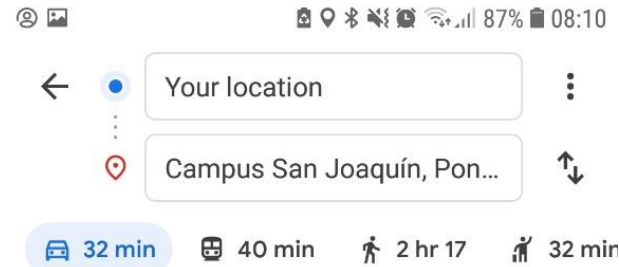 87% 08:10
Your location
Campus San Joaquín, Pon...
32 min 40 min 2 hr 17 32 min